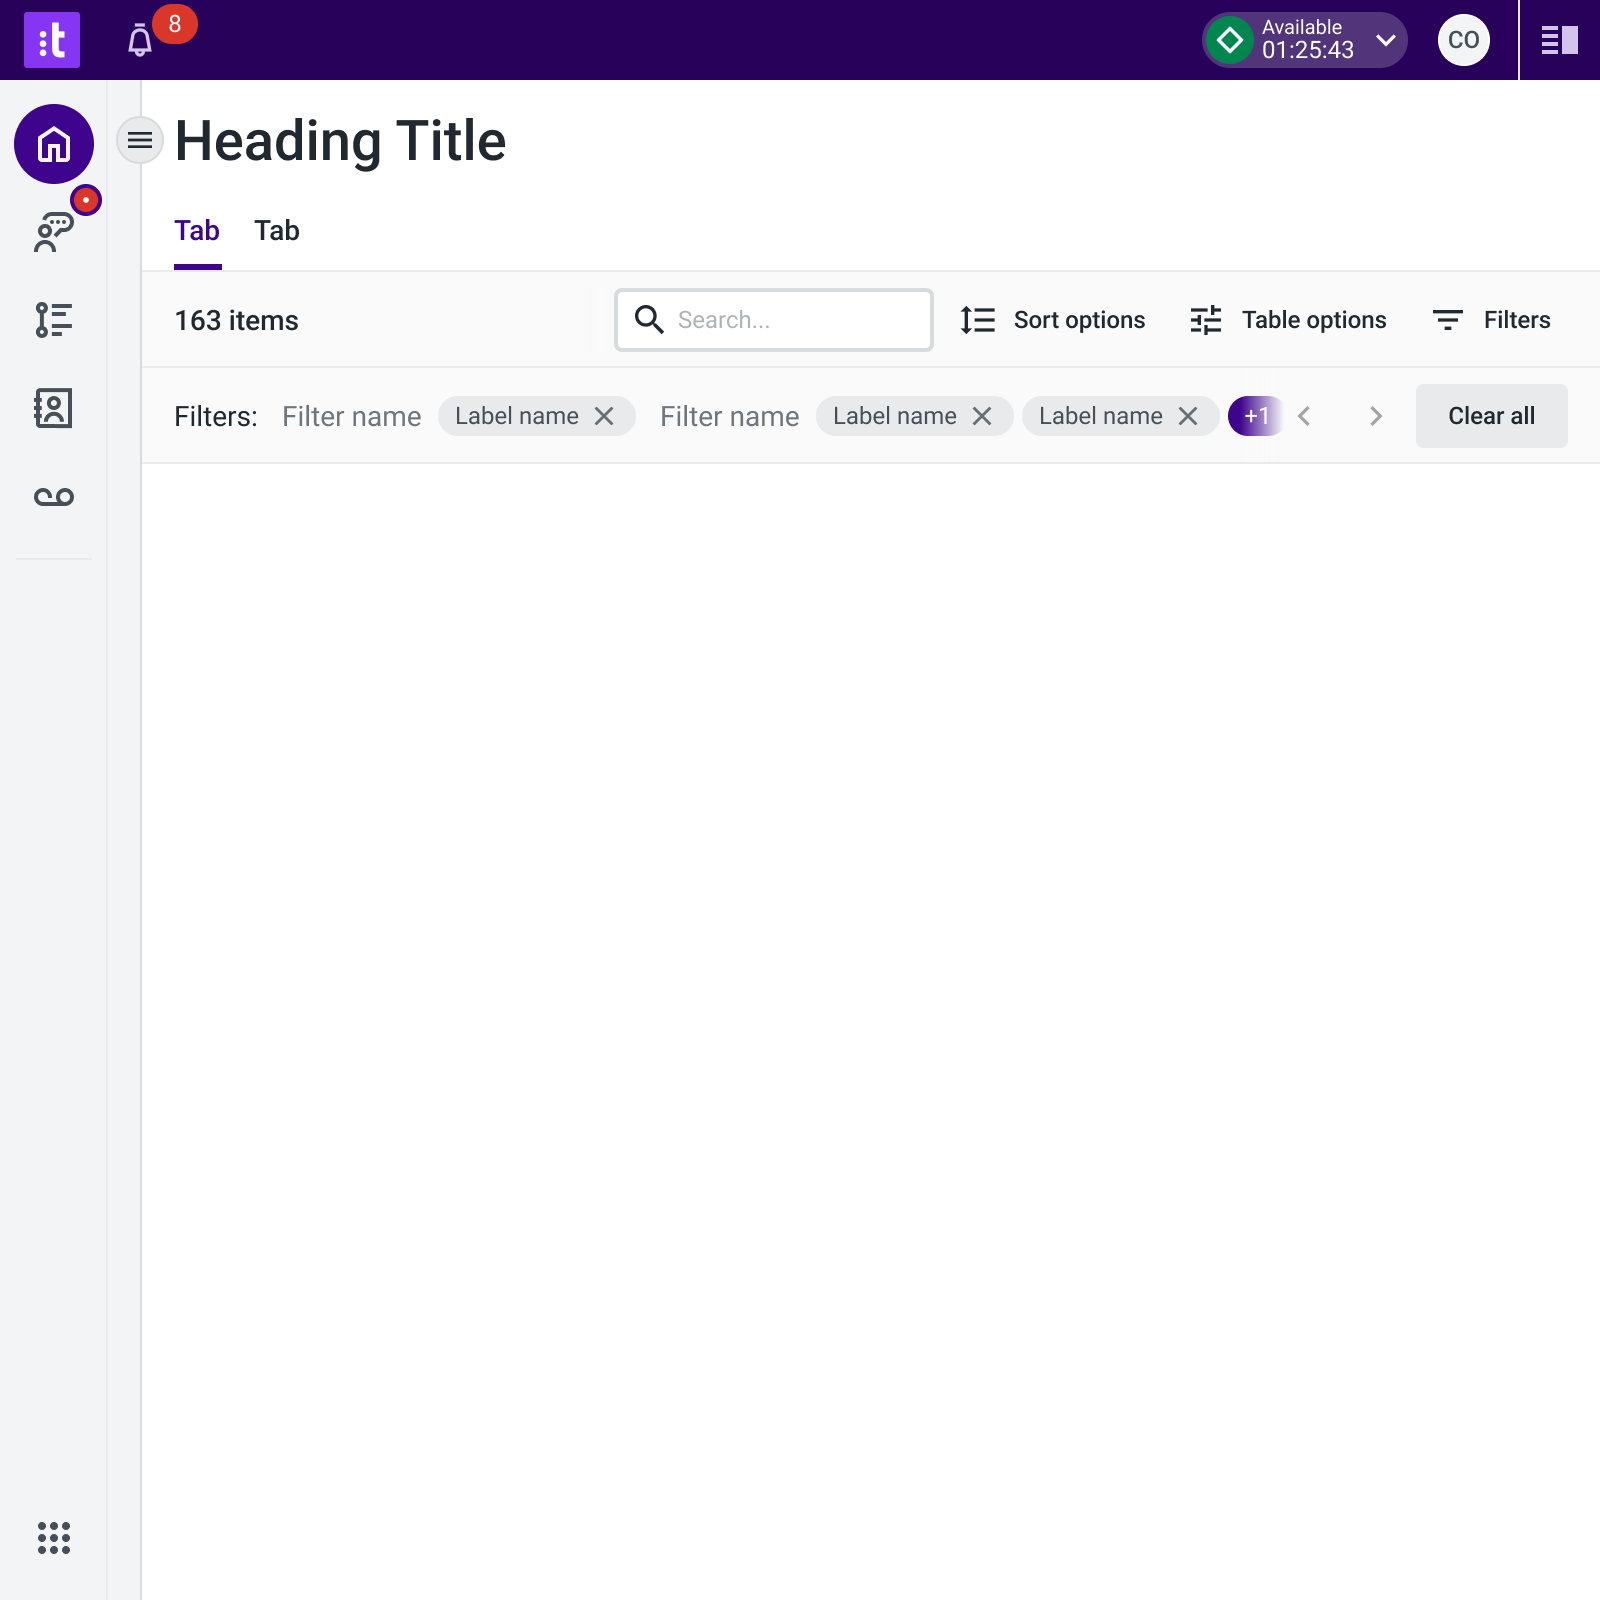 :t
8
Available
01:25:43
CO
Heading Title
Tab Tab
163 items
Search...
Sort options
Table options
Filters
Filters: Filter name Label name Filter name Label name Label name +1
Clear all